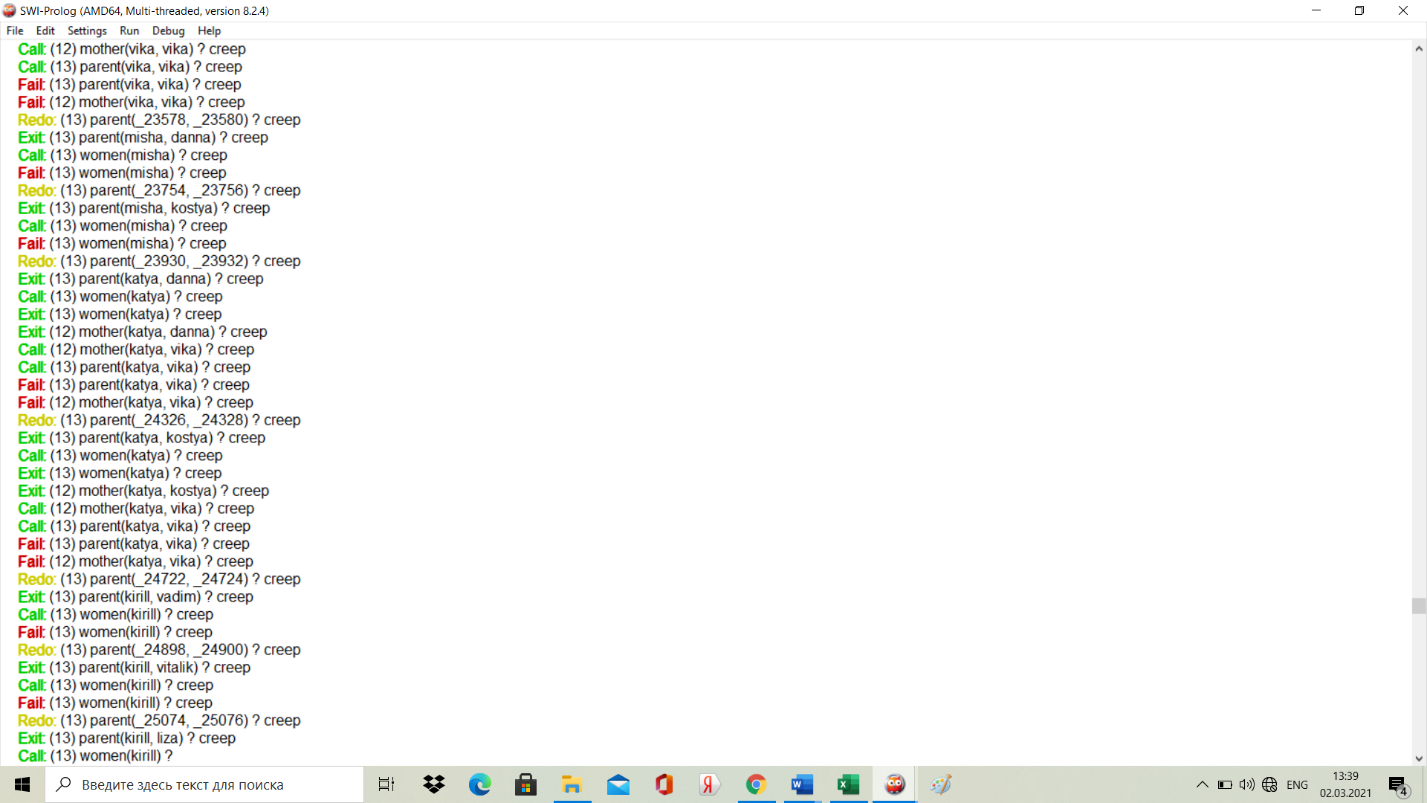 SWI-Prolog (AMD64, Multi-threaded, version 8.2.4)
File Edit Settings Run Debug Help
Call: (12) mother(vika, vika) ? creep
Call: (13) parent(vika, vika) ? creep
Fail: (13) parent(vika, vika) ? creep
Fail: (12) mother(vika, vika) ? creep
Redo: (13) parent(_23578, _23580) ? creep
Exit: (13) parent(misha, danna) ? creep
Call: (13) women(misha) ? creep
Fail: (13) women(misha) ? creep
Redo: (13) parent(_23754, _23756) ? creep
Exit: (13) parent(misha, kostya) ? creep
Call: (13) women(misha) ? creep
Fail: (13) women(misha) ? creep
Redo: (13) parent(_23930, _23932) ? creep
Exit: (13) parent(katya, danna) ? creep
Call: (13) women(katya) ? creep
Exit: (13) women(katya) ? creep
Exit: (12) mother(katya, danna) ? creep
Call: (12) mother(katya, vika) ? creep
Call: (13) parent(katya, vika) ? creep
Fail: (13) parent(katya, vika) ? creep
Fail: (12) mother(katya, vika) ? creep
Redo: (13) parent(_24326, _24328) ? creep
Exit: (13) parent(katya, kostya) ? creep
Call: (13) women(katya) ? creep
Exit: (13) women(katya) ? creep
Exit: (12) mother(katya, kostya) ? creep
Call: (12) mother(katya, vika) ? creep
Call: (13) parent(katya, vika) ? creep
Fail: (13) parent(katya, vika) ? creep
Fail: (12) mother(katya, vika) ? creep
Redo: (13) parent(_24722, _24724) ? creep
Exit: (13) parent(kirill, vadim) ? creep
Call: (13) women(kirill) ? creep
Fail: (13) women(kirill) ? creep
Redo: (13) parent(_24898, _24900) ? creep
Exit: (13) parent(kirill, vitalik) ? creep
Call: (13) women(kirill) ? creep
Fail: (13) women(kirill) ? creep
Redo: (13) parent(_25074, _25076) ? creep
Exit: (13) parent(kirill, liza) ? creep
Call: (13) women(kirill) ?
Введите здесь текст для поиска
ENG
13:39
02.03.2021
4